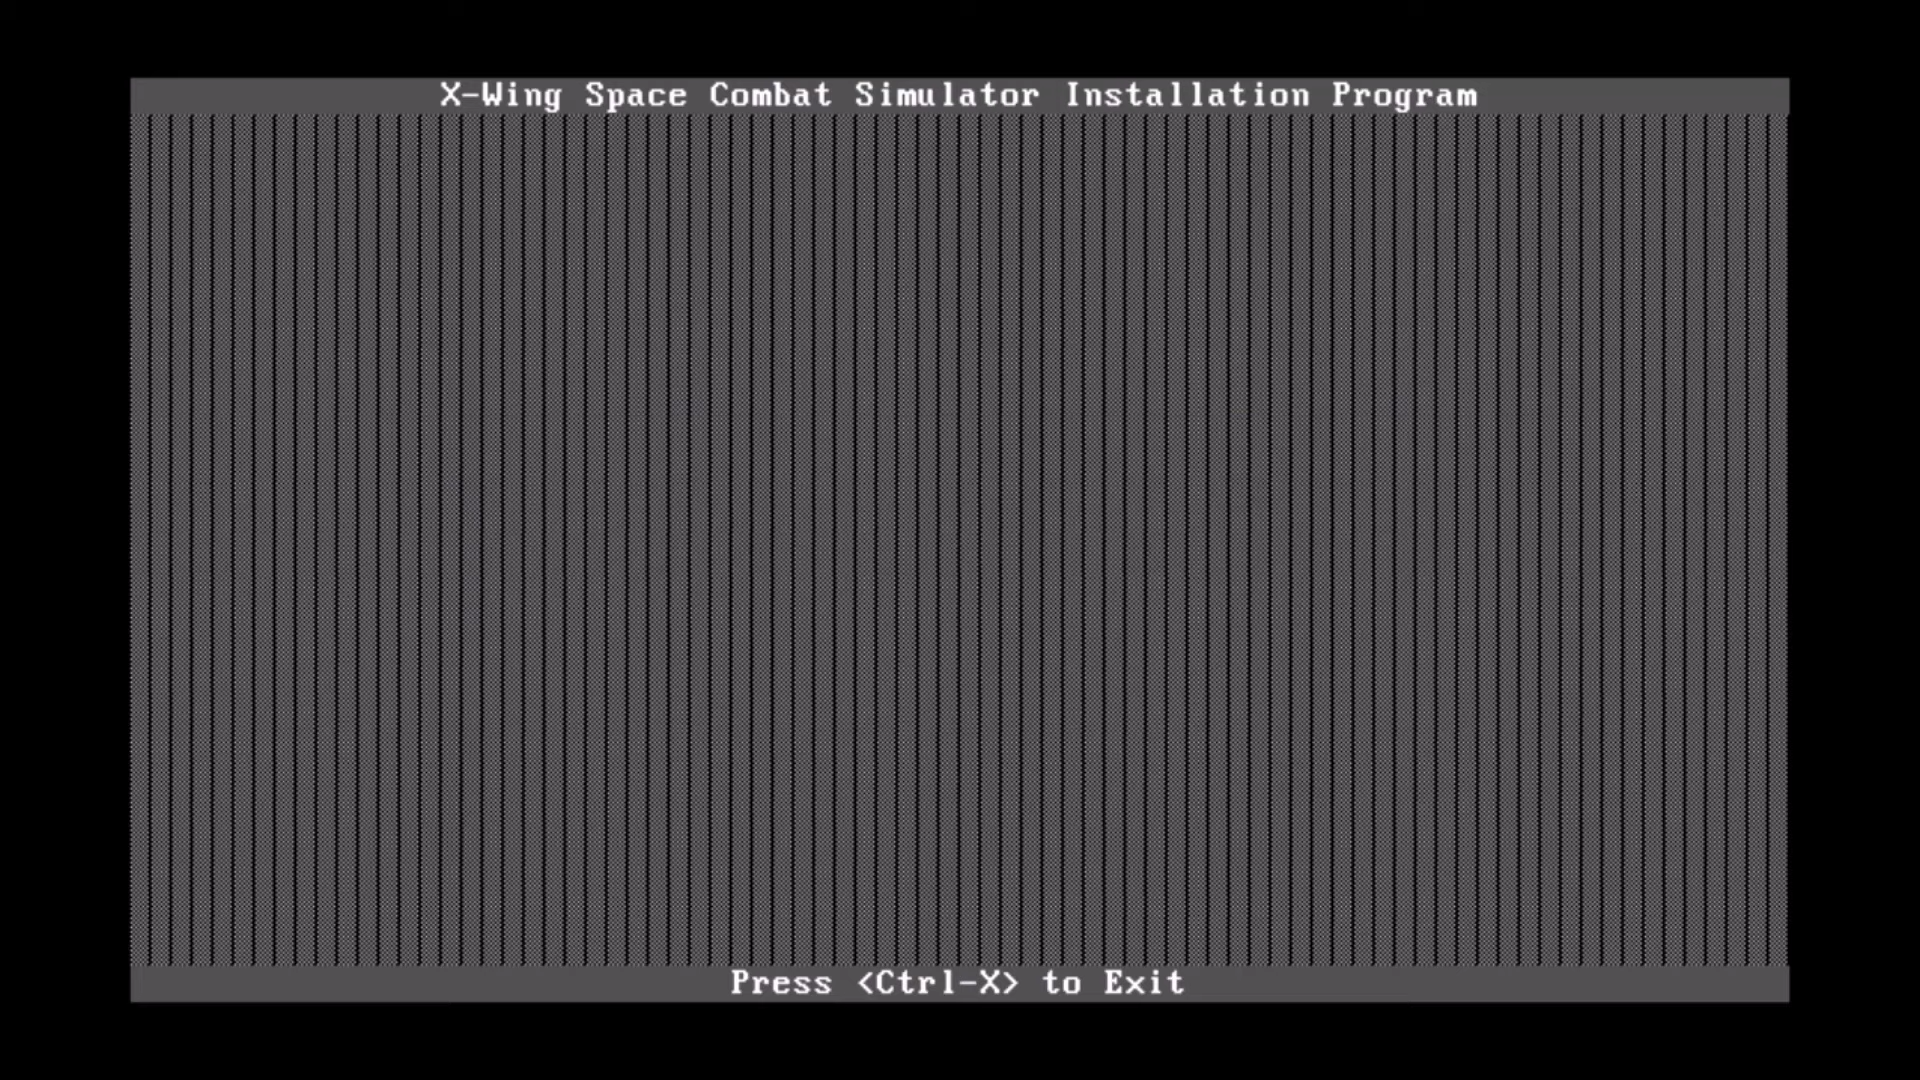 X-Wing Space Combat Simulator Installation Program
Press <Ctrl-X> to Exit